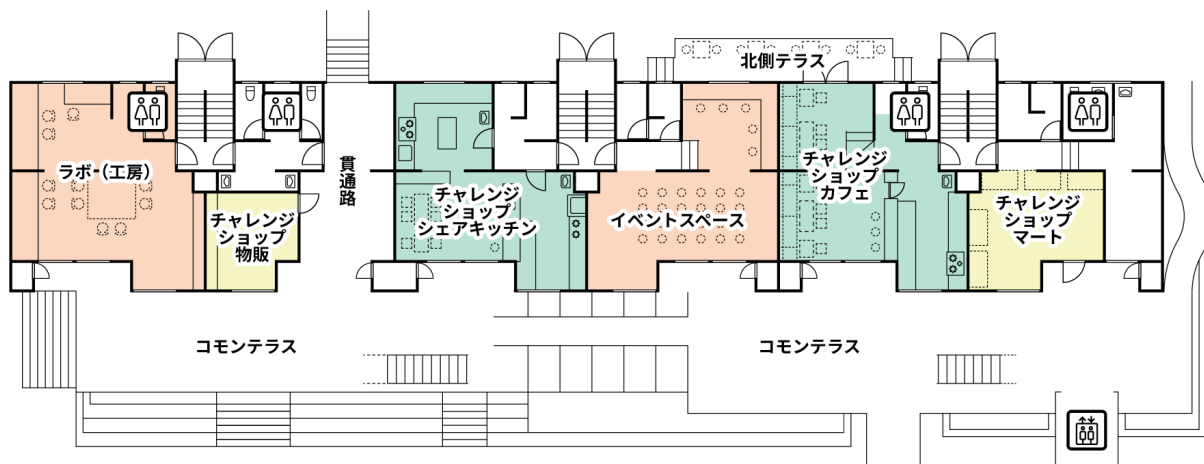 北側テラス
ラボ（工房）
チャレンジ
ショップ
物販
貫通路
チャレンジ
ショップ
シェアキッチン
イベントスペース
チャレンジ
ショップ
カフェ
チャレンジ
ショップ
マート
コモンテラス
コモンテラス